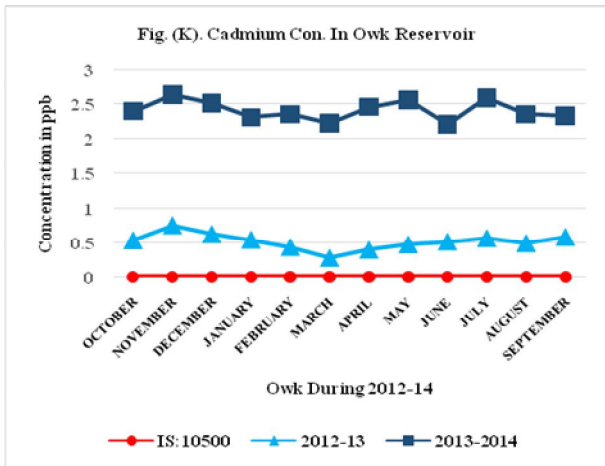 Fig. (K). Cadmium Con. In Owk Reservoir
Concentration in ppb
3
2.5
2
1.5
1
0.5
0
OCTOBER
NOVEMBER
DECEMBER
JANUARY
FEBRUARY
MARCH
APRIL
MAY
JUNE
JULY
AUGUST
SEPTEMBER
Owk During 2012-14
IS:10500 2012-13 2013-2014